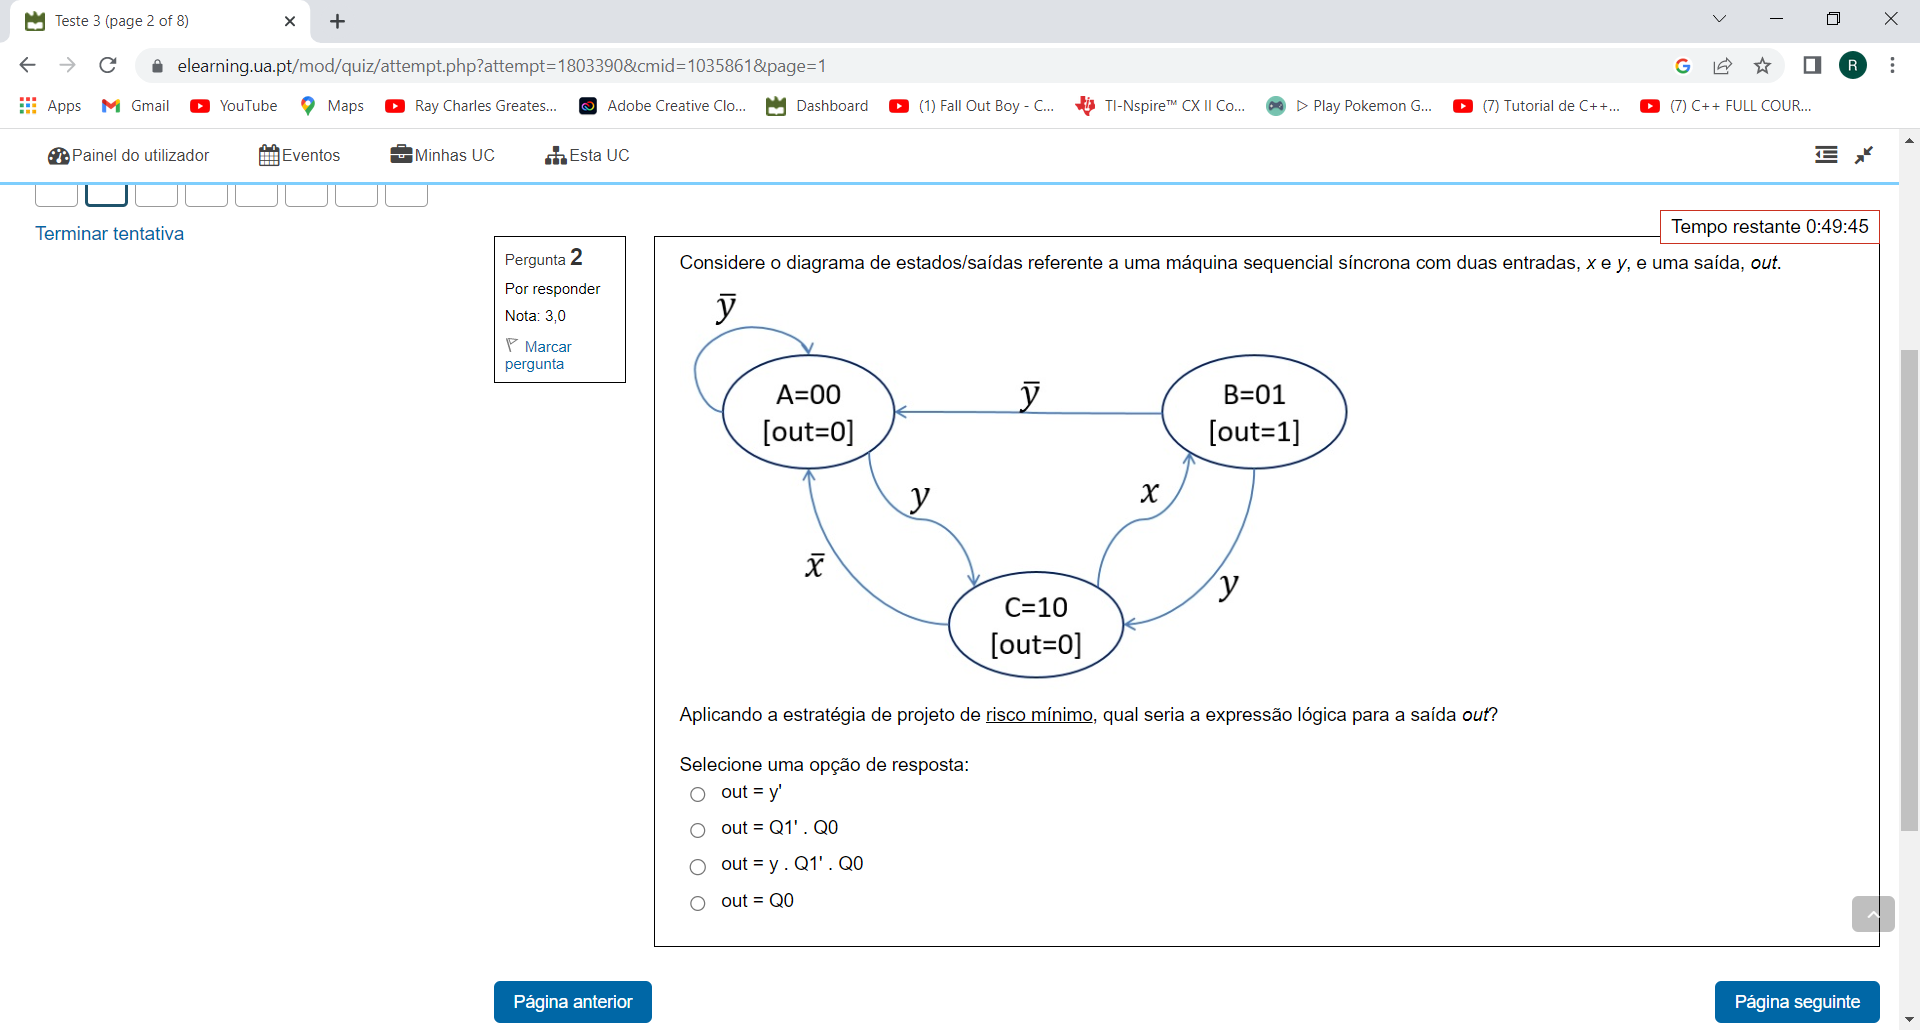 Teste 3 (page 2 of 8)
elearning.ua.pt/mod/quiz/attempt.php?attempt=1803390&cmid=1035861&page=1
R
Apps
Gmail
YouTube
Maps
Ray Charles Greates...
Adobe Creative Clo...
Dashboard
(1) Fall Out Boy - C...
TI-Nspire™ CX II Co...
▷ Play Pokemon G...
(7) Tutorial de C++...
(7) C++ FULL COUR...
Painel do utilizador
Eventos
Minhas UC
Esta UC
Terminar tentativa
Tempo restante 0:49:45
Pergunta 2
Por responder
Nota: 3,0
Marcar
pergunta
Considere o diagrama de estados/saídas referente a uma máquina sequencial síncrona com duas entradas, x e y, e uma saída, out.
y̅
A=00
[out=0]
y̅
B=01
[out=1]
y
x
x̅
y
C=10
[out=0]
Aplicando a estratégia de projeto de risco mínimo, qual seria a expressão lógica para a saída out?
Selecione uma opção de resposta:
out = y'
out = Q1' . Q0
out = y . Q1' . Q0
out = Q0
Página anterior
Página seguinte